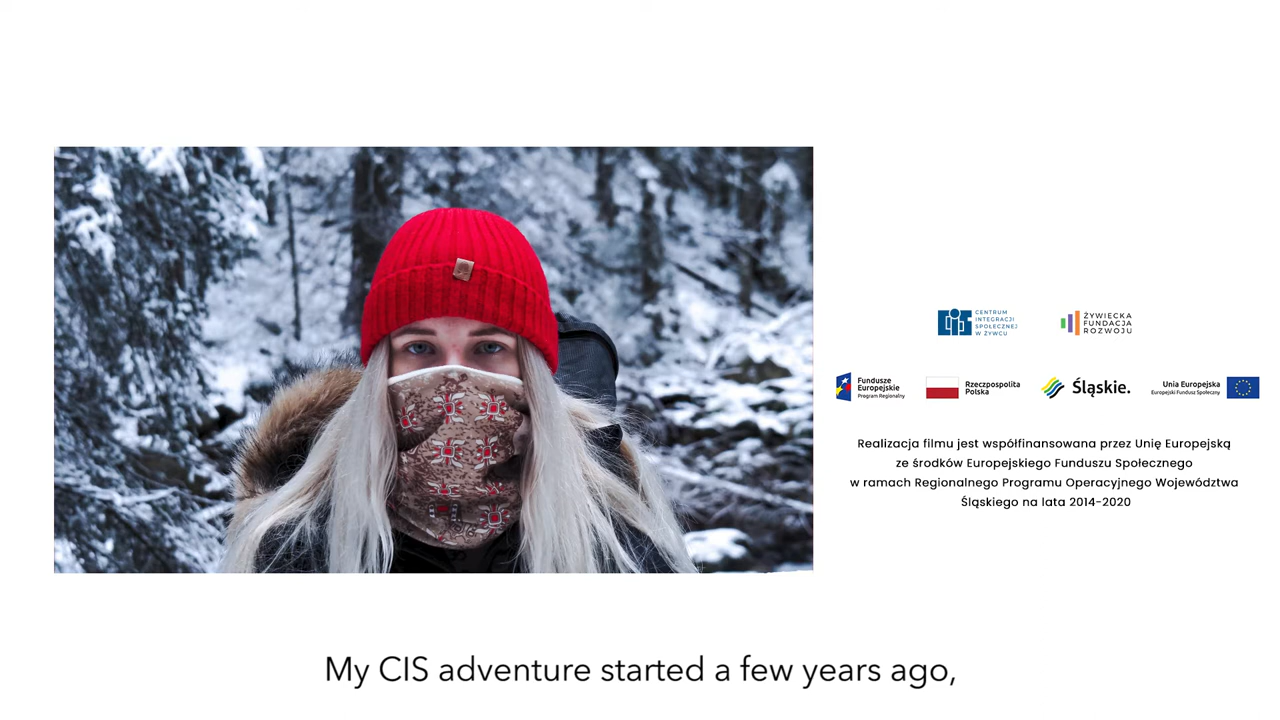 CENTRUM
INTEGRACJI
SPOŁECZNEJ
W ŻYWCU
ŻYWIECKA
FUNDACJA
ROZWOJU
Fundusze
Europejskie
Program Regionalny
Rzeczpospolita
Polska
Śląskie.
Unia Europejska
Europejski Fundusz Społeczny
Realizacja filmu jest współfinansowana przez Unię Europejską
ze środków Europejskiego Funduszu Społecznego
w ramach Regionalnego Programu Operacyjnego Województwa
Śląskiego na lata 2014-2020
My CIS adventure started a few years ago,